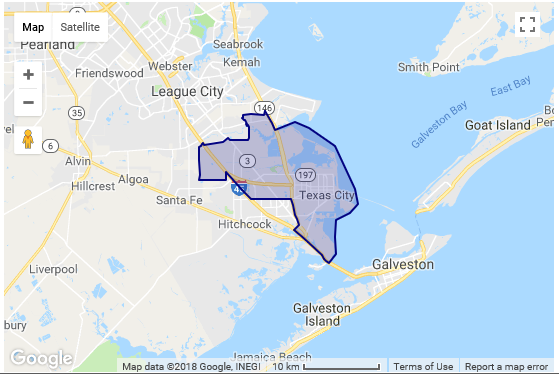 Map
Satellite
Pearland
Seabrook
Kemah
Webster
Friendswood
Smith Point
League City
East Bay
146
35
Galveston Bay
Goat Island
6
Alvin
3
Algoa
197
Hillcrest
Texas City
Santa Fe
Hitchcock
Liverpool
Galveston
Galveston
Island
bury
Jamaica Beach
Google
Map data ©2018 Google, INEGI
10 km
Terms of Use
Report a map error